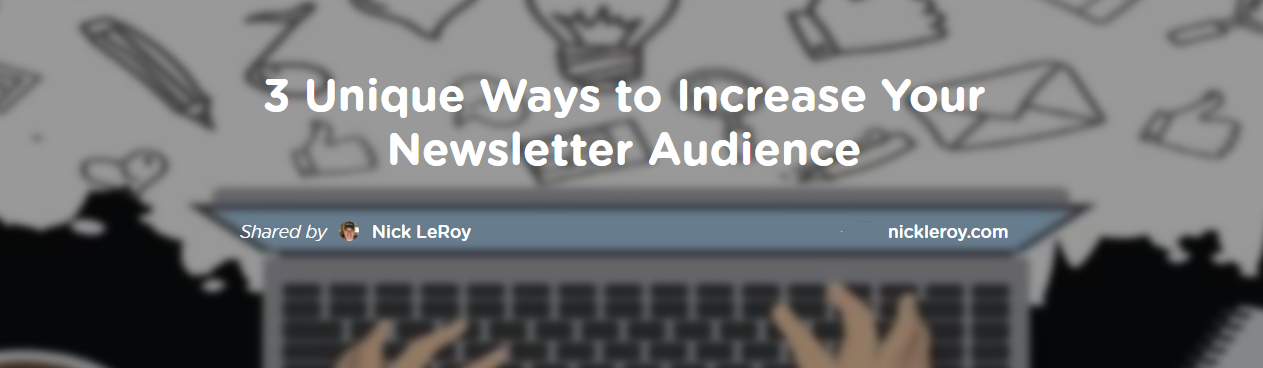 3 Unique Ways to Increase Your
Newsletter Audience
Shared by Nick LeRoy nickleroy.com